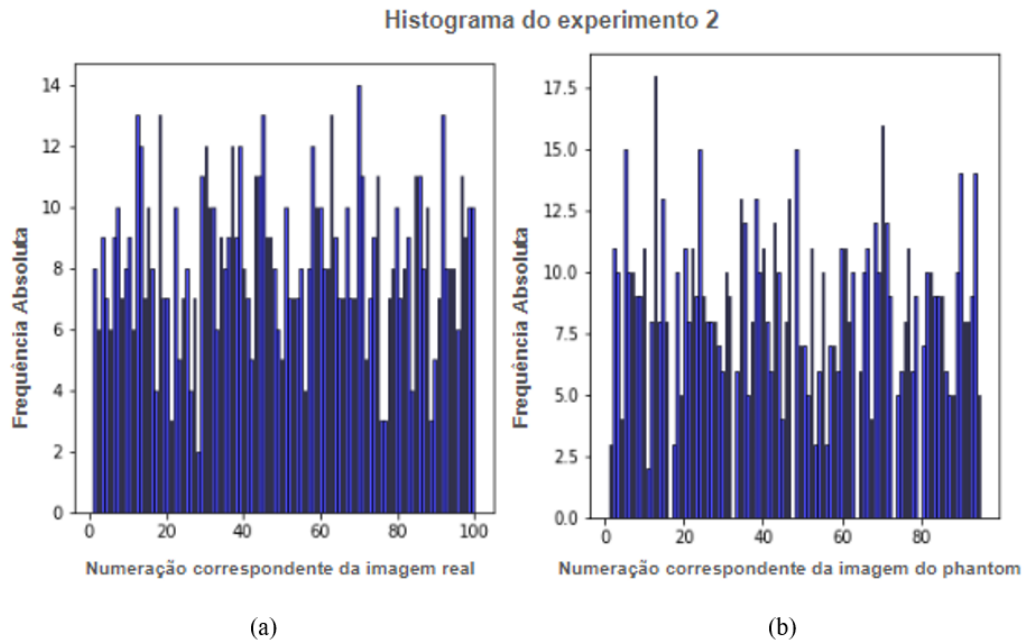 Histograma do experimento 2
Frequência Absoluta
14
12
10
8
6
4
2
0
0 20 40 60 80 100
Numeração correspondente da imagem real
(a)
Frequência Absoluta
17.5
15.0
12.5
10.0
7.5
5.0
2.5
0.0
0 20 40 60 80
Numeração correspondente da imagem do phantom
(b)